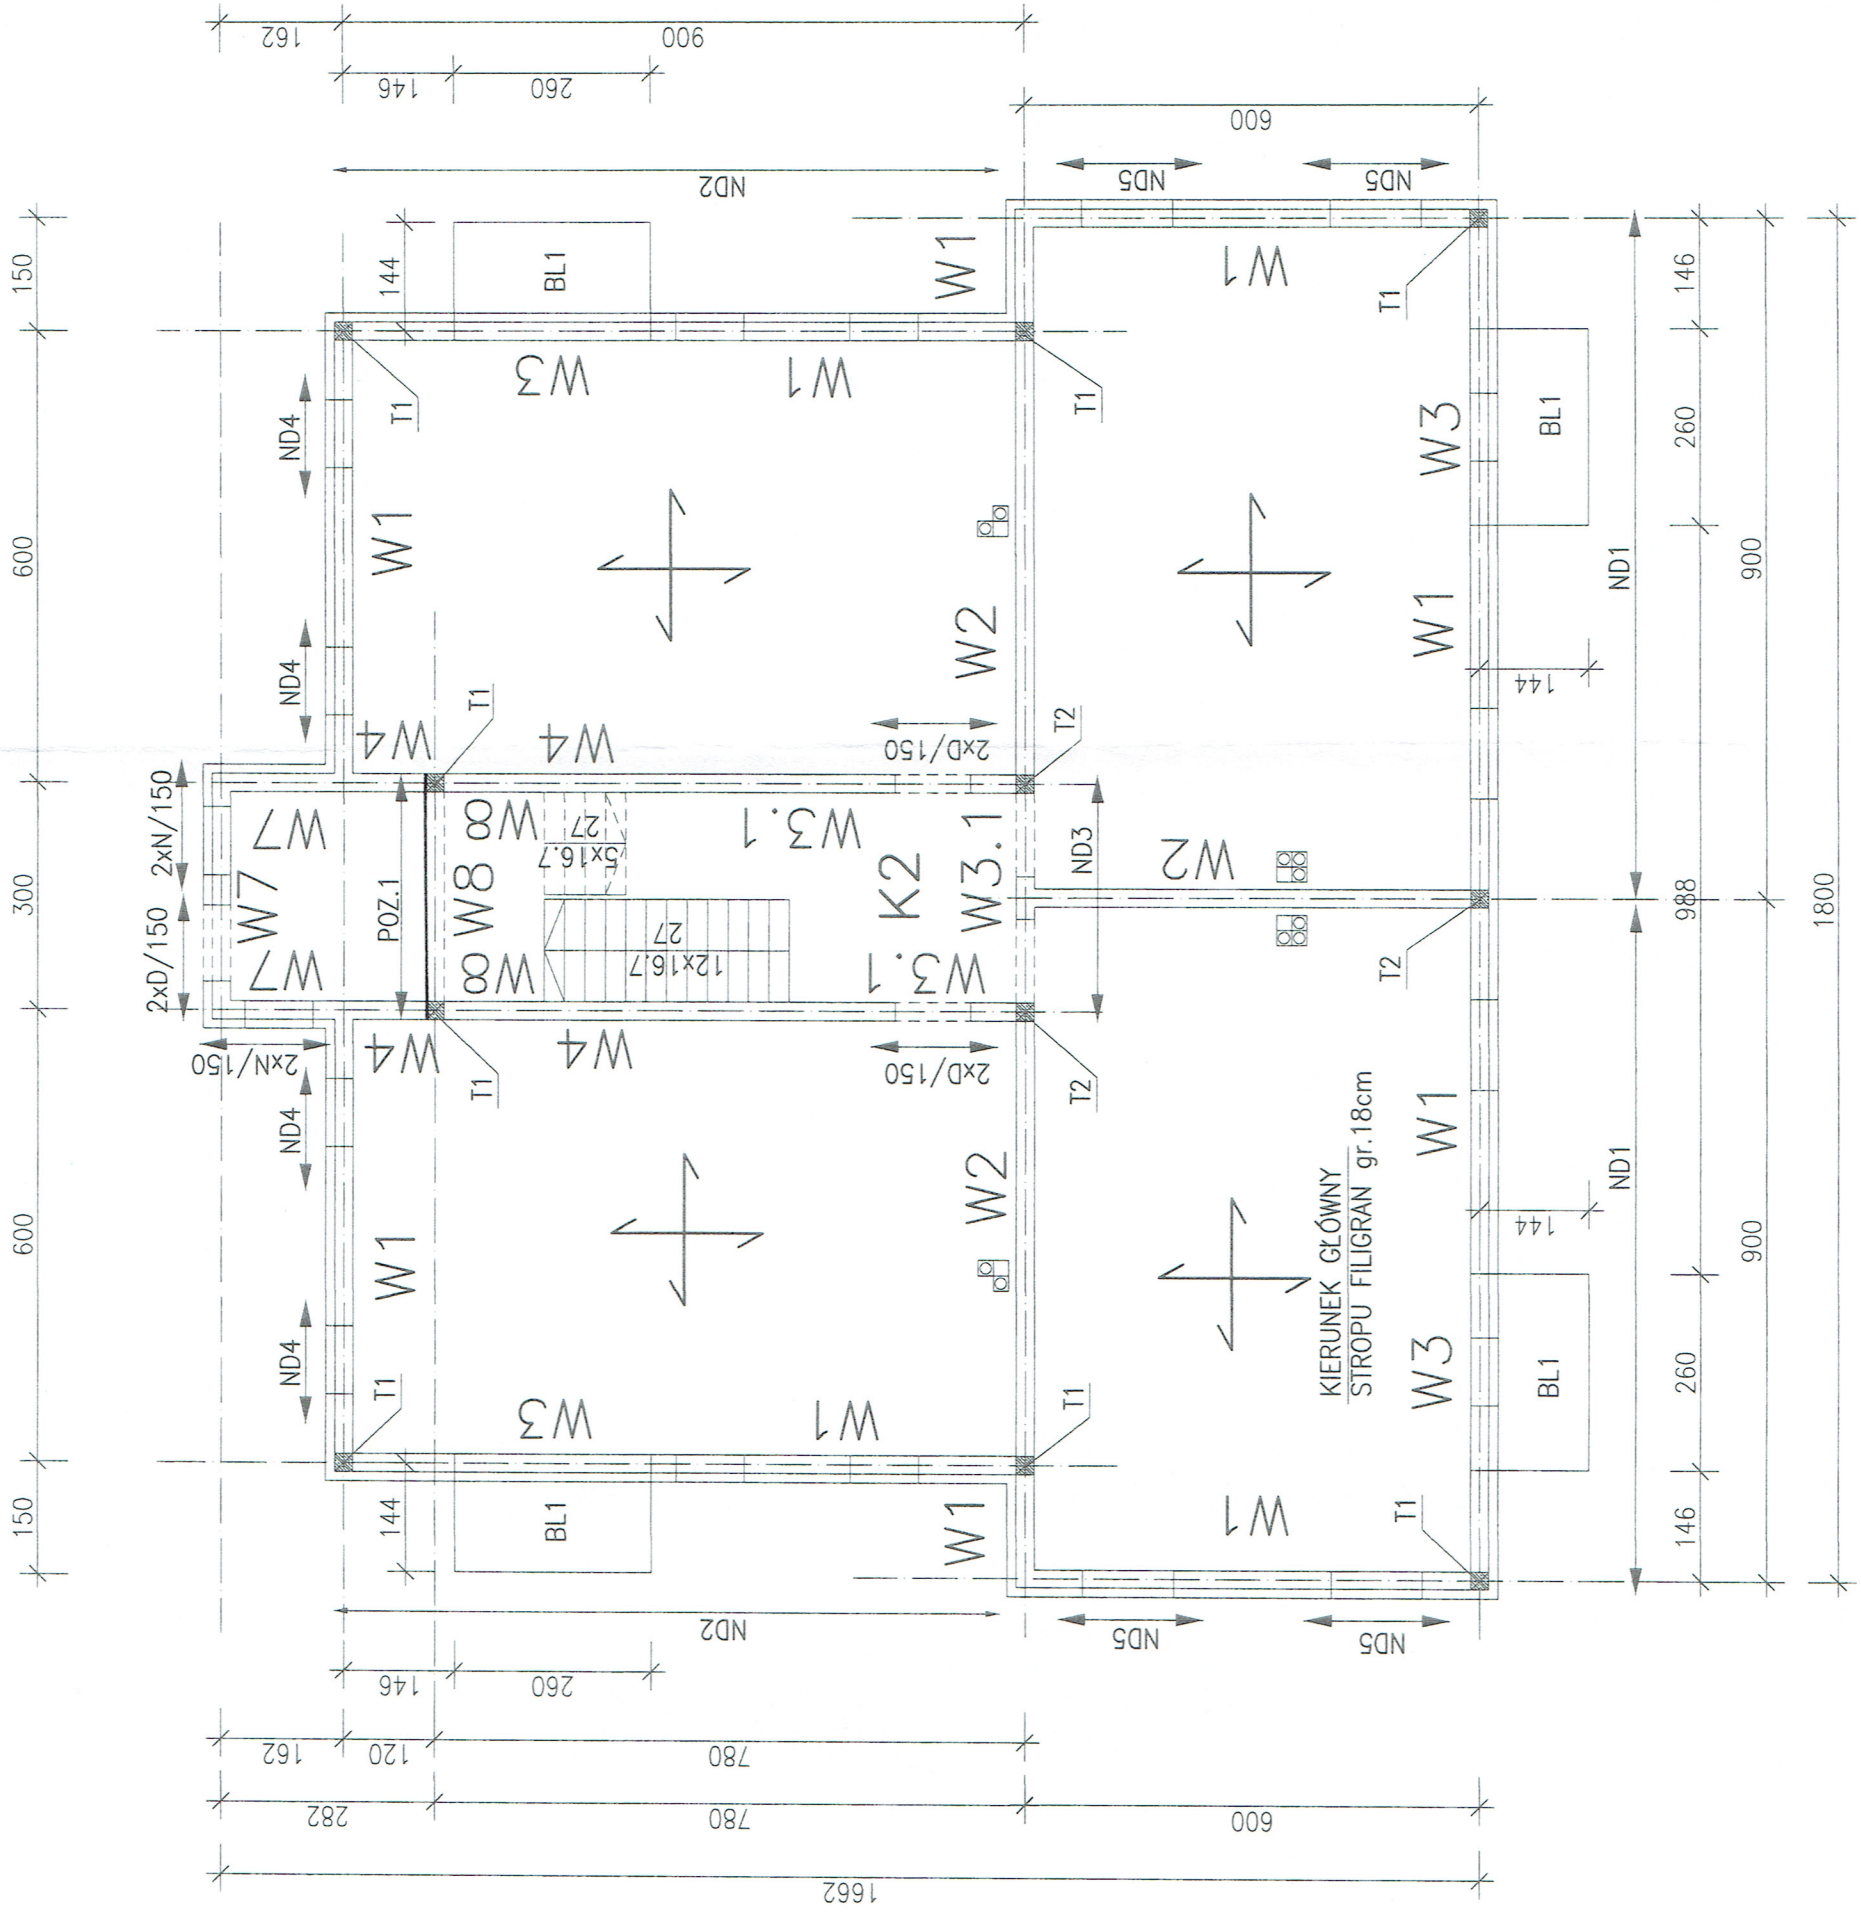 162
900
146
260
600
ND2
ND5
ND5
150
144
BL1
W1
W1
T1
146
W3
W1
T1
T1
ND4
W1
W3
BL1
260
600
W1
ND4
W2
W1
ND1
900
144
T1
W4
W4
2xD/150
T2
2xN/150
W7
W8
27
5x16.7
W3.1
300
W7
POZ.1
W8
K2
W3.1
ND3
W2
988
1800
2xD/150
W7
W8
27
12x16.7
W3.1
T2
2xN/150
W4
W4
2xD/150
T1
T2
ND4
W1
ND1
144
600
W1
W2
KIERUNEK GŁÓWNY
STROPU FILIGRAN gr.18cm
900
ND4
T1
W3
W1
T1
W3
BL1
260
150
144
BL1
W1
W1
T1
146
ND2
ND5
ND5
146
260
162
120
780
282
780
600
1662